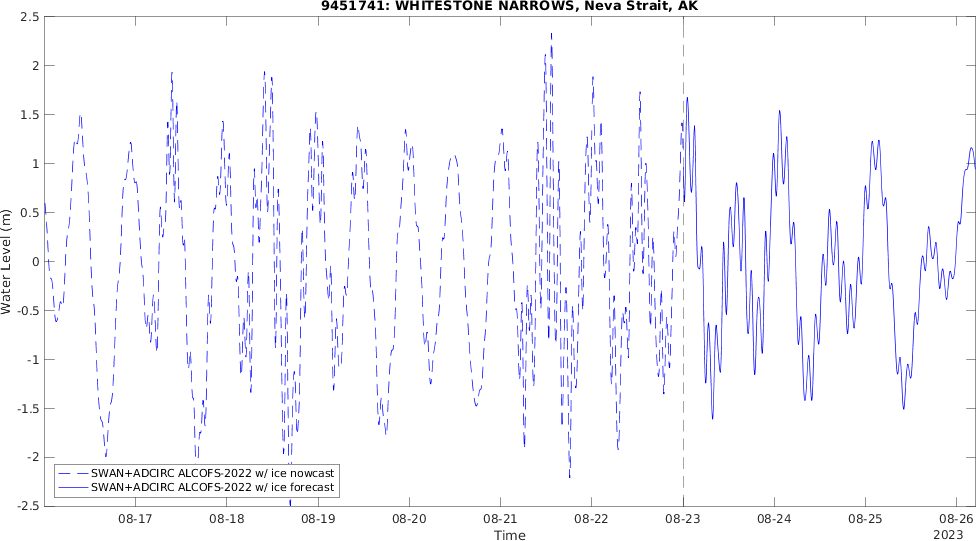 9451741: WHITESTONE NARROWS, Neva Strait, AK
Water Level (m)
2.5
2
1.5
1
0.5
0
-0.5
-1
-1.5
-2
-2.5
SWAN+ADCIRC ALCOFS-2022 w/ ice nowcast
SWAN+ADCIRC ALCOFS-2022 w/ ice forecast
08-17 08-18 08-19 08-20 08-21 08-22 08-23 08-24 08-25 08-26
Time 2023